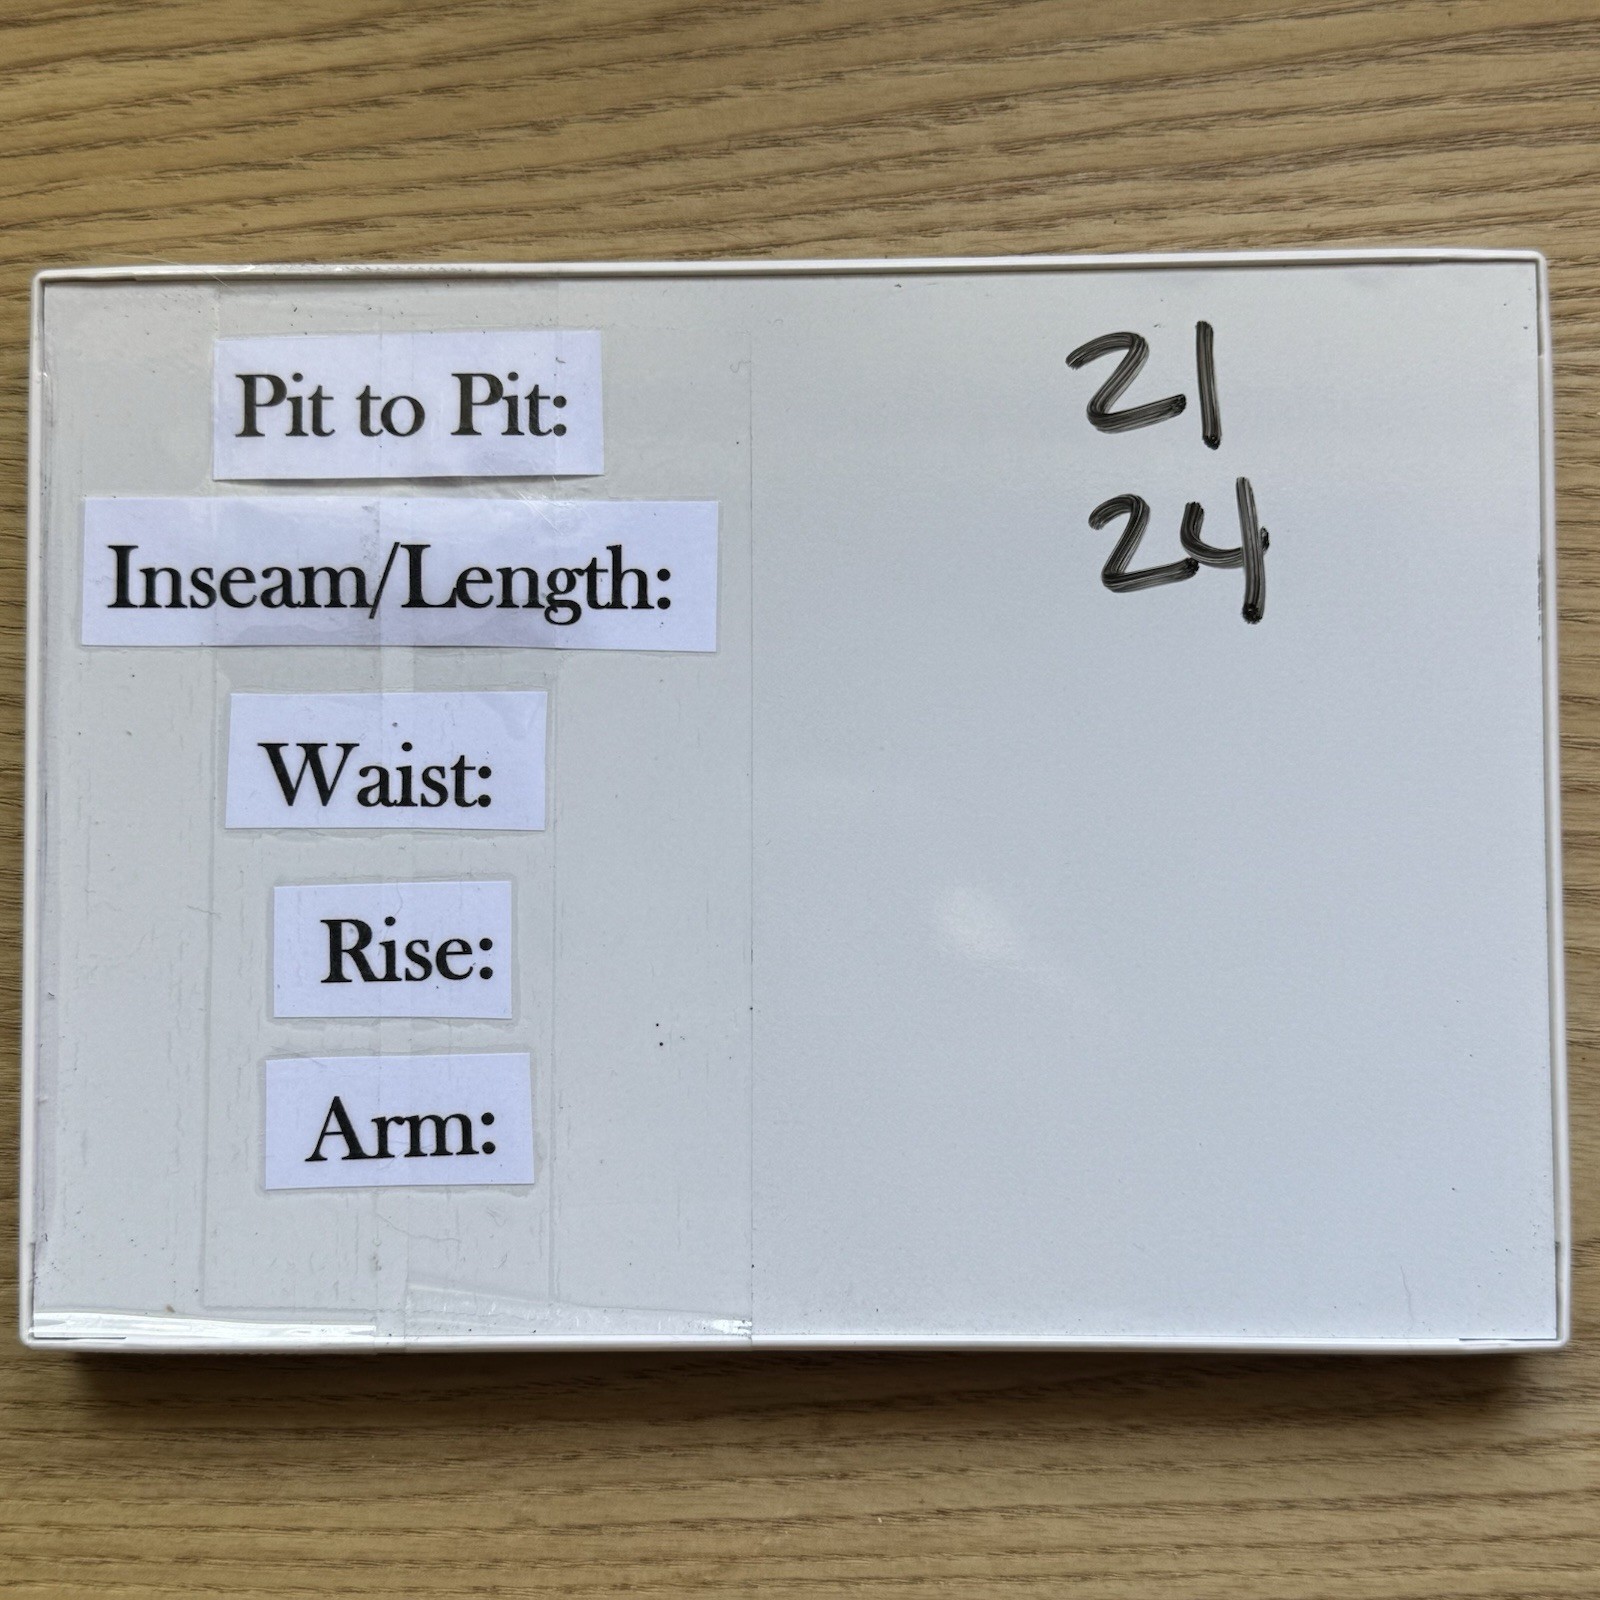 Pit to Pit: 21
Inseam/Length: 24
Waist:
Rise:
Arm: